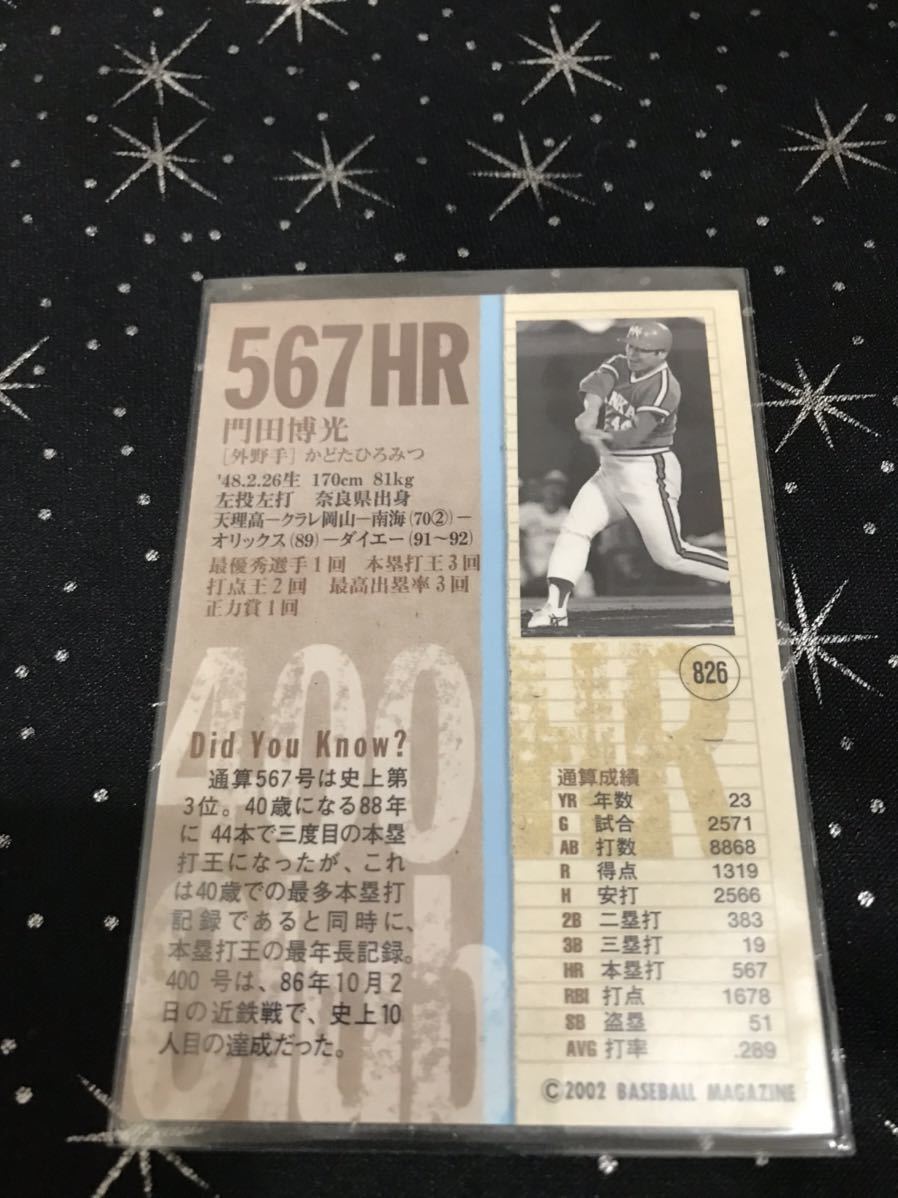 567HR
門田博光
[外野手] かどたひろみつ
'48.2.26生 170cm 81kg
左投左打 奈良県出身
天理高－クラレ岡山－南海(70②)－
オリックス(89)－ダイエー(91～92)
最優秀選手1回 本塁打王3回
打点王2回 最高出塁率3回
正力賞1回
400
Club
HR
Did You Know?
通算567号は史上第
3位。40歳になる88年
に 44本で三度目の本塁
打王になったが、これ
は40歳での最多本塁打
記録であると同時に、
本塁打王の最年長記録。
400 号は、86年10月2
日の近鉄戦で、史上10
人目の達成だった。
826
通算成績
YR 年数 23
G 試合 2571
AB 打数 8868
R 得点 1319
H 安打 2566
2B 二塁打 383
3B 三塁打 19
HR 本塁打 567
RBI 打点 1678
SB 盗塁 51
AVG 打率 .289
©2002 BASEBALL MAGAZINE